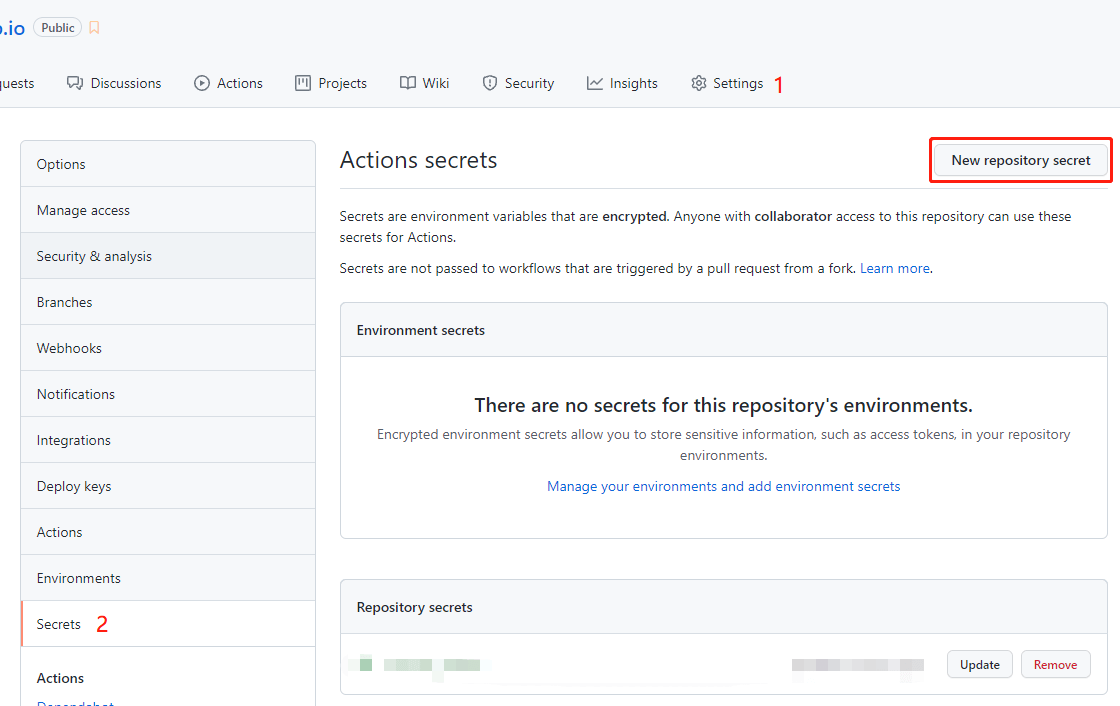 .io Public
Discussions Actions Projects Wiki Security Insights Settings 1
Options
Manage access
Security & analysis
Branches
Webhooks
Notifications
Integrations
Deploy keys
Actions
Environments
Secrets 2
Actions
Actions secrets
New repository secret
Secrets are environment variables that are encrypted. Anyone with collaborator access to this repository can use these
secrets for Actions.
Secrets are not passed to workflows that are triggered by a pull request from a fork. Learn more.
Environment secrets
There are no secrets for this repository's environments.
Encrypted environment secrets allow you to store sensitive information, such as access tokens, in your repository
environments.
Manage your environments and add environment secrets
Repository secrets
Update Remove